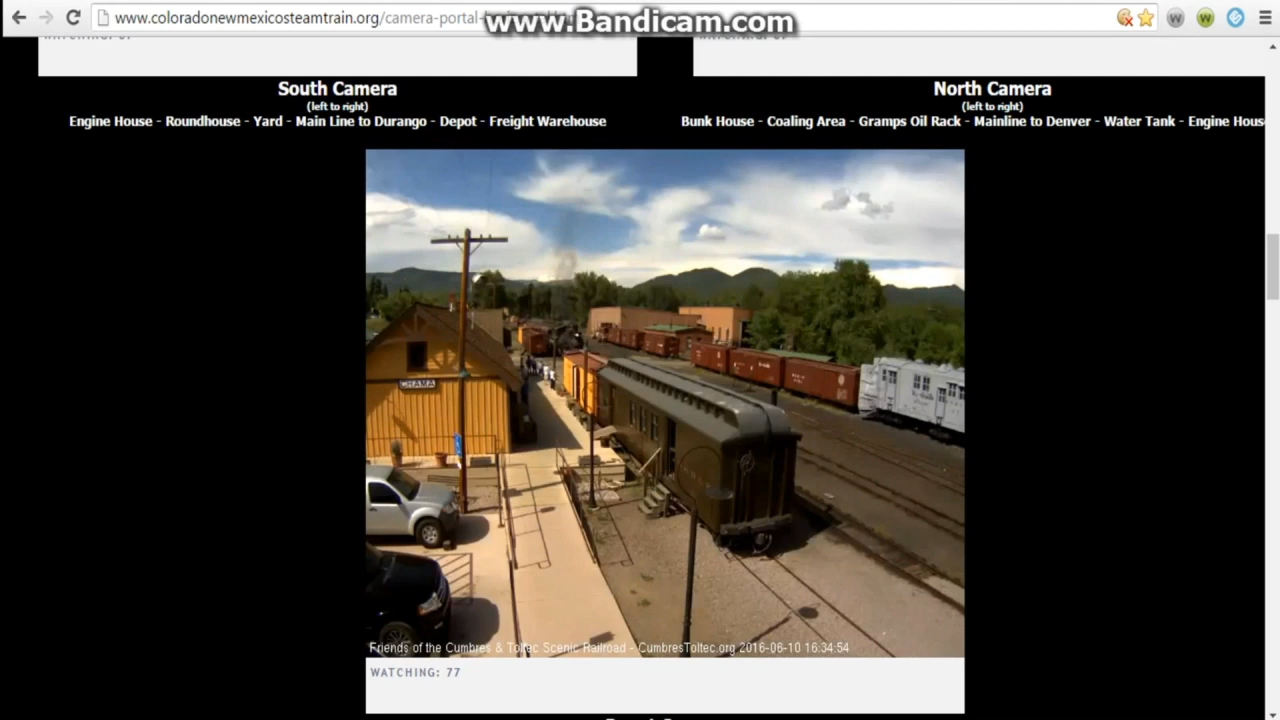 www.coloradonewmexicosteamtrain.org/camera-portal-
www.Bandicam.com
South Camera
(left to right)
Engine House - Roundhouse - Yard - Main Line to Durango - Depot - Freight Warehouse
North Camera
(left to right)
Bunk House - Coaling Area - Gramps Oil Rack - Mainline to Denver - Water Tank - Engine Hous
CHAMA
Friends of the Cumbres & Toltec Scenic Railroad - CumbresToltec.org 2016-06-10 16:34:54
WATCHING: 77